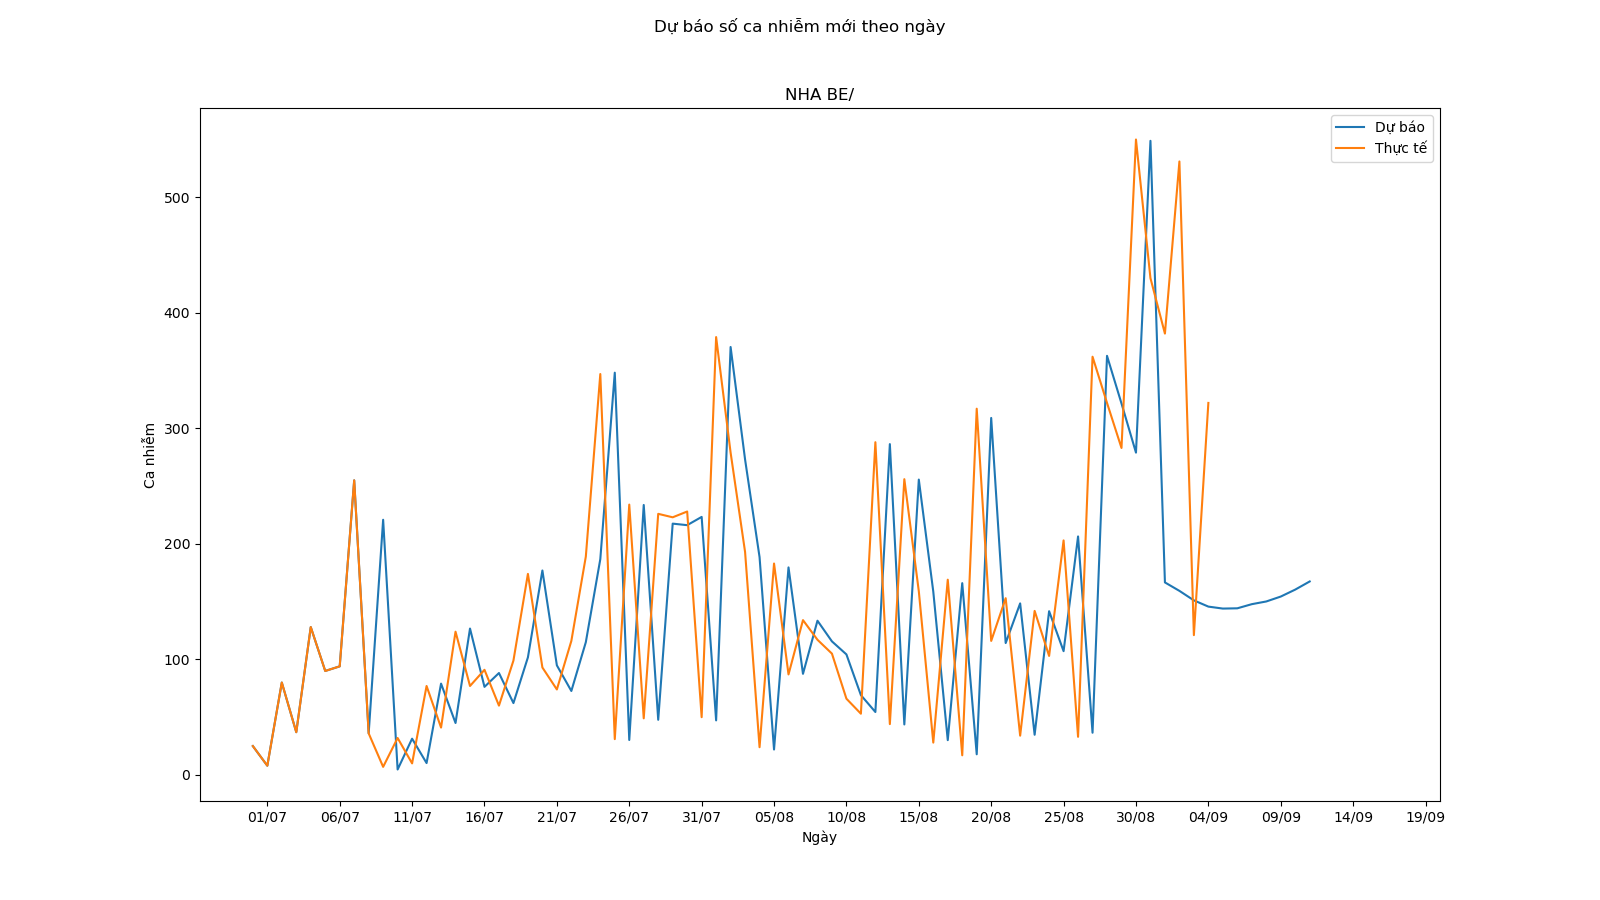 Dự báo số ca nhiễm mới theo ngày
NHA BE/
Dự báo
Thực tế
500
400
300
200
100
0
Ca nhiễm
01/07 06/07 11/07 16/07 21/07 26/07 31/07 05/08 10/08 15/08 20/08 25/08 30/08 04/09 09/09 14/09 19/09
Ngày